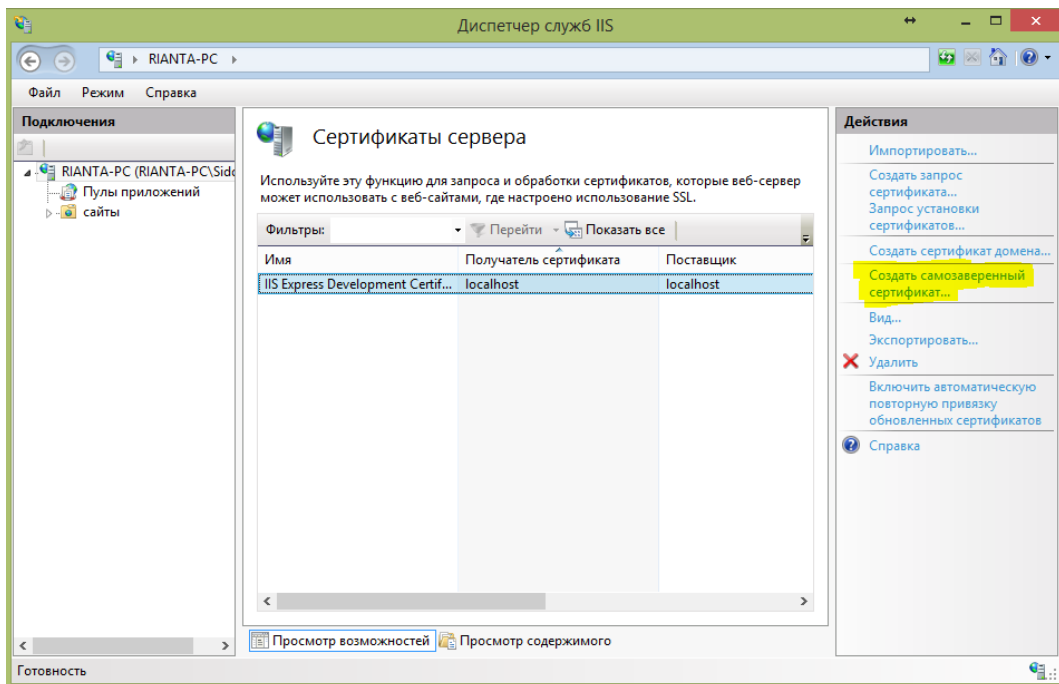 Диспетчер служб IIS
RIANTA-PC
Файл Режим Справка
Подключения
RIANTA-PC (RIANTA-PC\Sido
Пулы приложений
сайты
Сертификаты сервера
Используйте эту функцию для запроса и обработки сертификатов, которые веб-сервер
может использовать с веб-сайтами, где настроено использование SSL.
Фильтры: Перейти Показать все
Имя Получатель сертификата Поставщик
IIS Express Development Certif... localhost localhost
Просмотр возможностей Просмотр содержимого
Действия
Импортировать...
Создать запрос
сертификата...
Запрос установки
сертификатов...
Создать сертификат домена...
Создать самозаверенный
сертификат...
Вид...
Экспортировать...
Удалить
Включить автоматическую
повторную привязку
обновленных сертификатов
Справка
Готовность